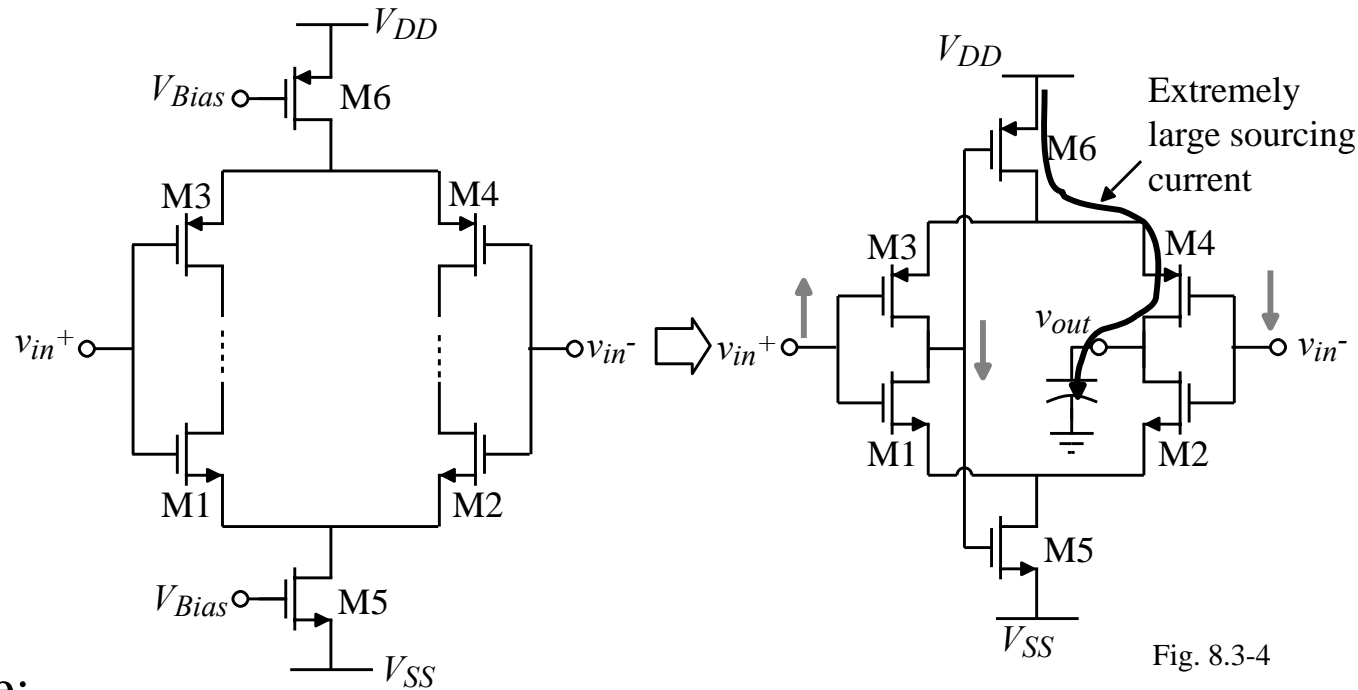 VDD
VBias
M6
M3
M4
vin+
vin-
M1
M2
VBias
M5
VSS
VDD
Extremely
large sourcing
current
M6
M3
M4
vout
vin+
vin-
M1
M2
M5
VSS
Fig. 8.3-4